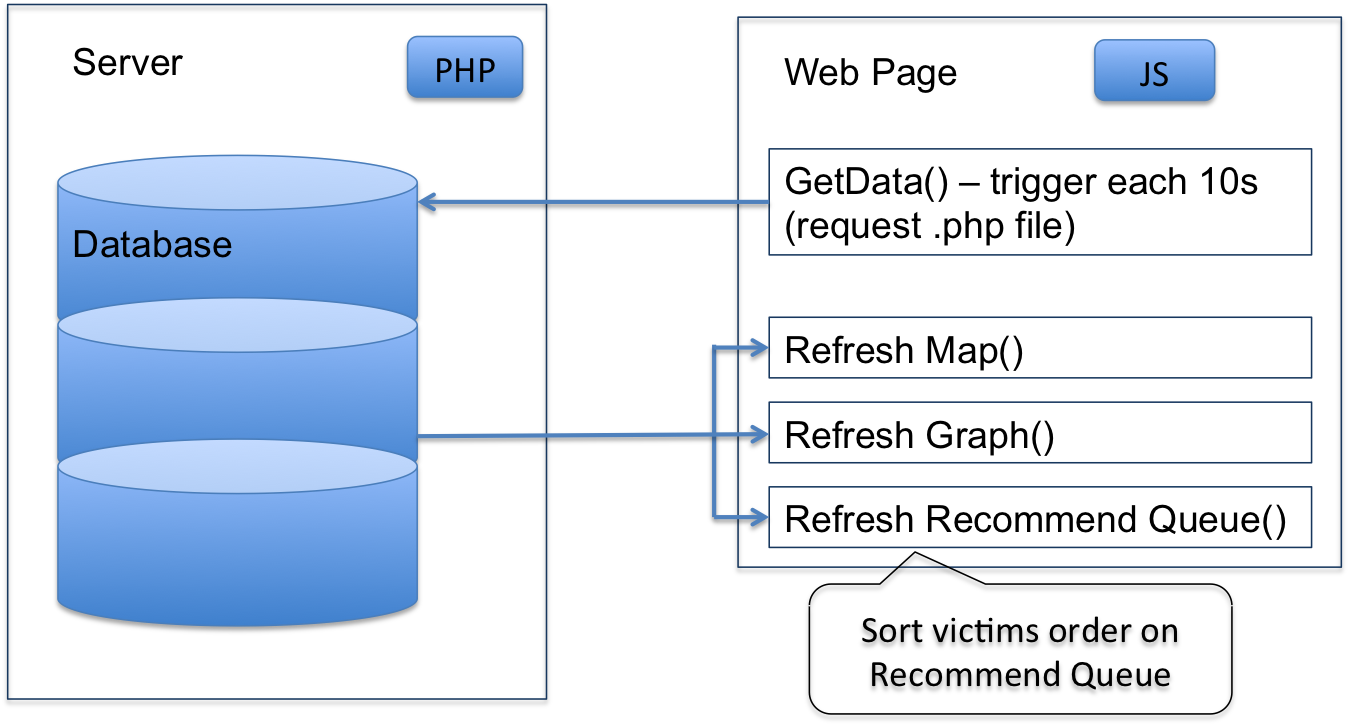 Server
PHP
Database
Web Page
JS
GetData() – trigger each 10s
(request .php file)
Refresh Map()
Refresh Graph()
Refresh Recommend Queue()
Sort victims order on
Recommend Queue